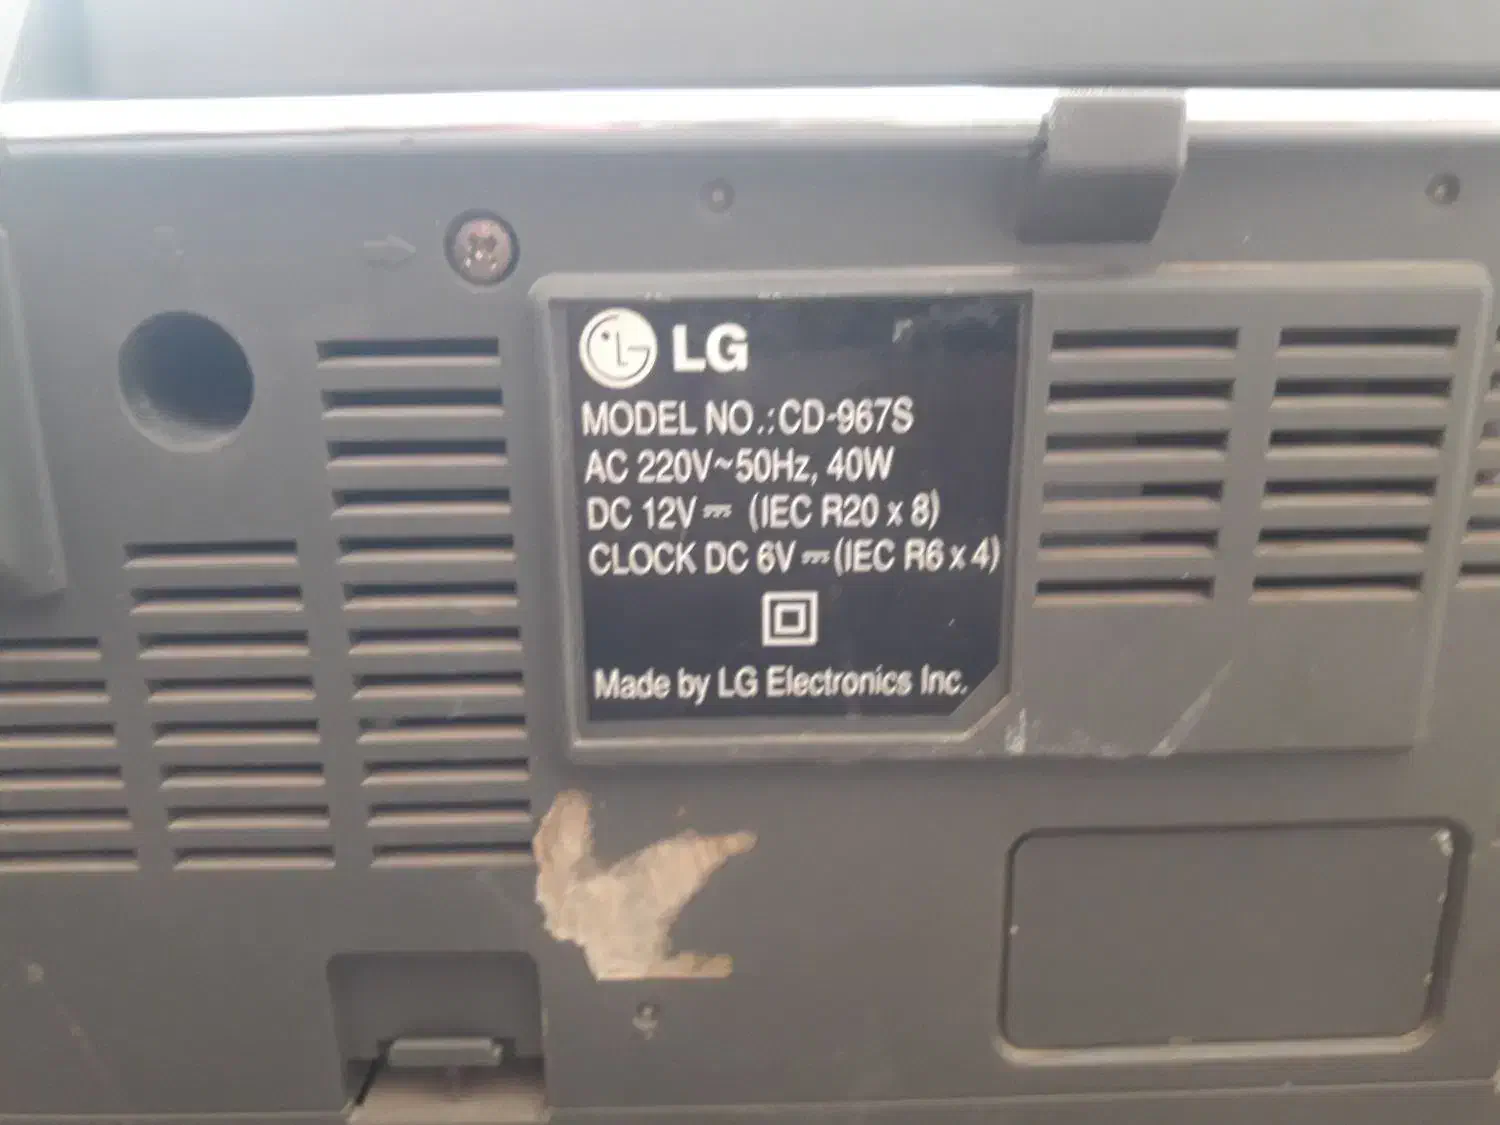 LG
MODEL NO.:CD-967S
AC 220V~50Hz, 40W
DC 12V⎓ (IEC R20 x 8)
CLOCK DC 6V⎓(IEC R6 x 4)
Made by LG Electronics Inc.